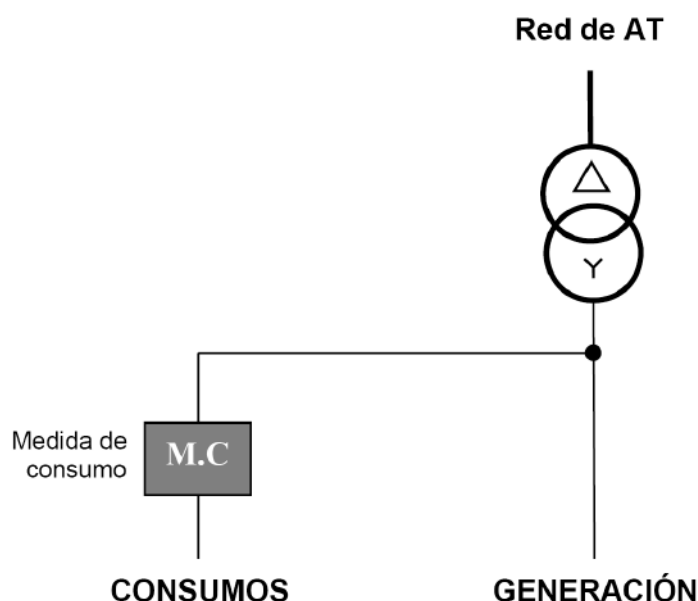 Red de AT
Medida de
consumo
M.C
CONSUMOS
GENERACIÓN